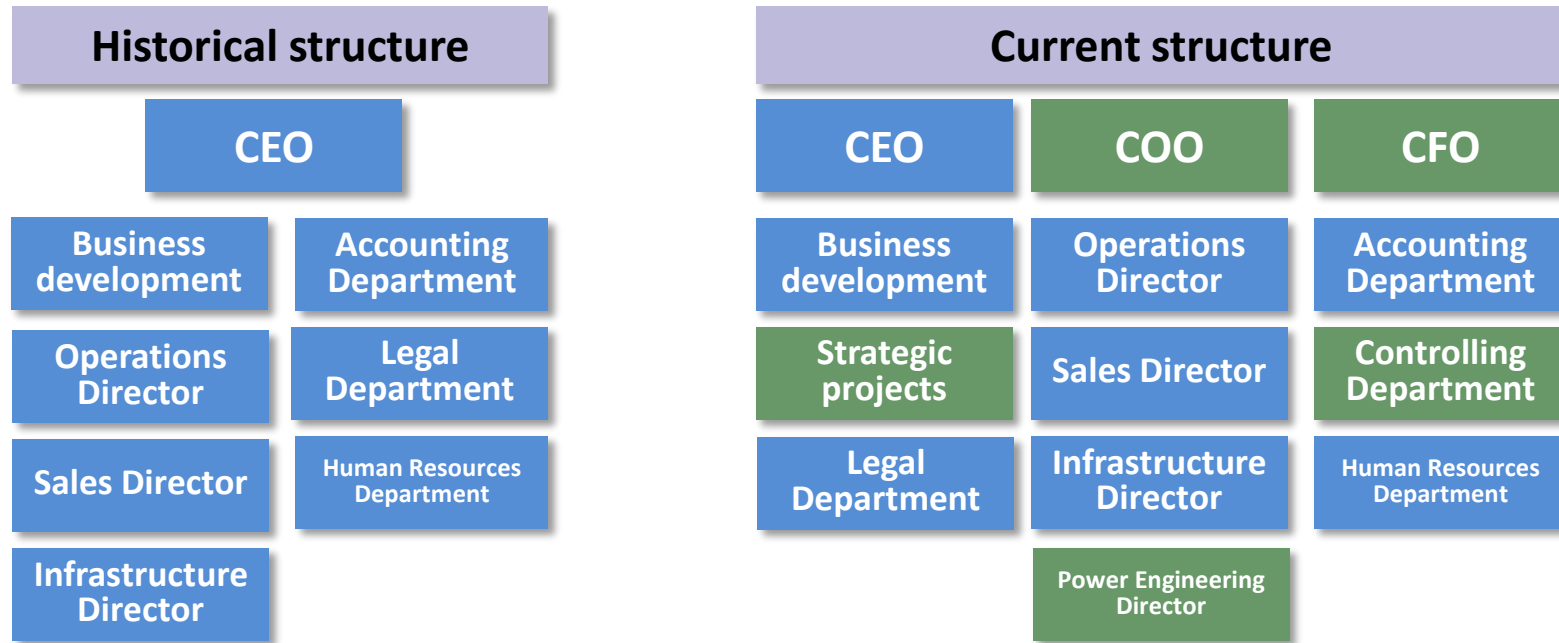 Historical structure
CEO
Business
development
Accounting
Department
Operations
Director
Legal
Department
Sales Director
Human Resources
Department
Infrastructure
Director
Current structure
CEO
COO
CFO
Business
development
Operations
Director
Accounting
Department
Strategic
projects
Sales Director
Controlling
Department
Legal
Department
Infrastructure
Director
Human Resources
Department
Power Engineering
Director